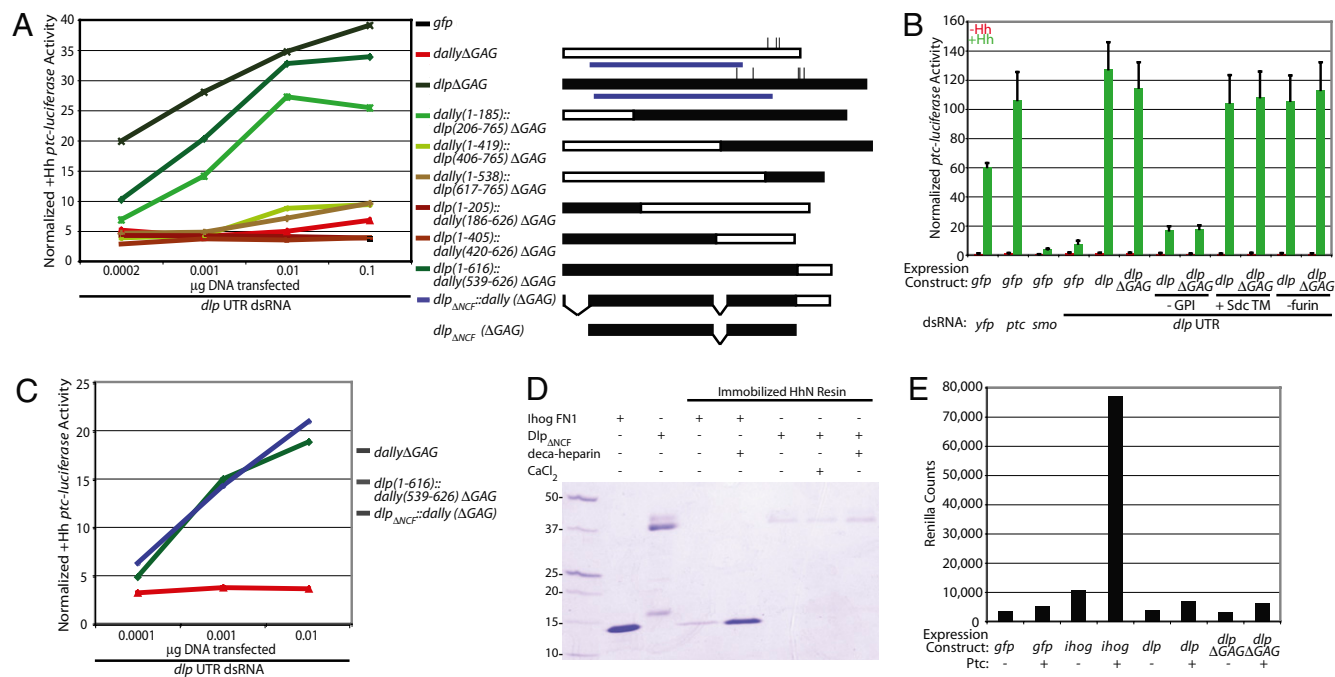 A
Normalized +Hh ptc-luciferase Activity
40
35
30
25
20
15
10
5
0
0.0002 0.001 0.01 0.1
µg DNA transfected
dlp UTR dsRNA
gfp
dallyΔGAG
dlpΔGAG
dally(1-185)::
dlp(206-765) ΔGAG
dally(1-419)::
dlp(406-765) ΔGAG
dally(1-538)::
dlp(617-765) ΔGAG
dlp(1-205)::
dally(186-626) ΔGAG
dlp(1-405)::
dally(420-626) ΔGAG
dlp(1-616)::
dally(539-626) ΔGAG
dlpΔNCF::dally (ΔGAG)
dlpΔNCF (ΔGAG)
B
Normalized ptc-luciferase Activity
-Hh
+Hh
160
140
120
100
80
60
40
20
0
Expression
Construct: gfp gfp gfp gfp dlp dlp ΔGAG dlp dlp ΔGAG dlp dlp ΔGAG dlp dlp ΔGAG
- GPI + Sdc TM -furin
dsRNA: yfp ptc smo dlp UTR
C
Normalized +Hh ptc-luciferase Activity
25
20
15
10
5
0
0.0001 0.001 0.01
µg DNA transfected
dlp UTR dsRNA
dallyΔGAG
dlp(1-616)::
dally(539-626) ΔGAG
dlpΔNCF::dally (ΔGAG)
D
Immobilized HhN Resin
Ihog FN1 + - + + - - -
DlpΔNCF - + - - + + +
deca-heparin - - - + - - +
CaCl2 - - - - - + -
50-
37-
25-
20-
15-
10-
E
Renilla Counts
80,000
70,000
60,000
50,000
40,000
30,000
20,000
10,000
0
Expression
Construct: gfp gfp ihog ihog dlp dlp dlp ΔGAG dlp ΔGAG
Ptc: - + - + - + - +